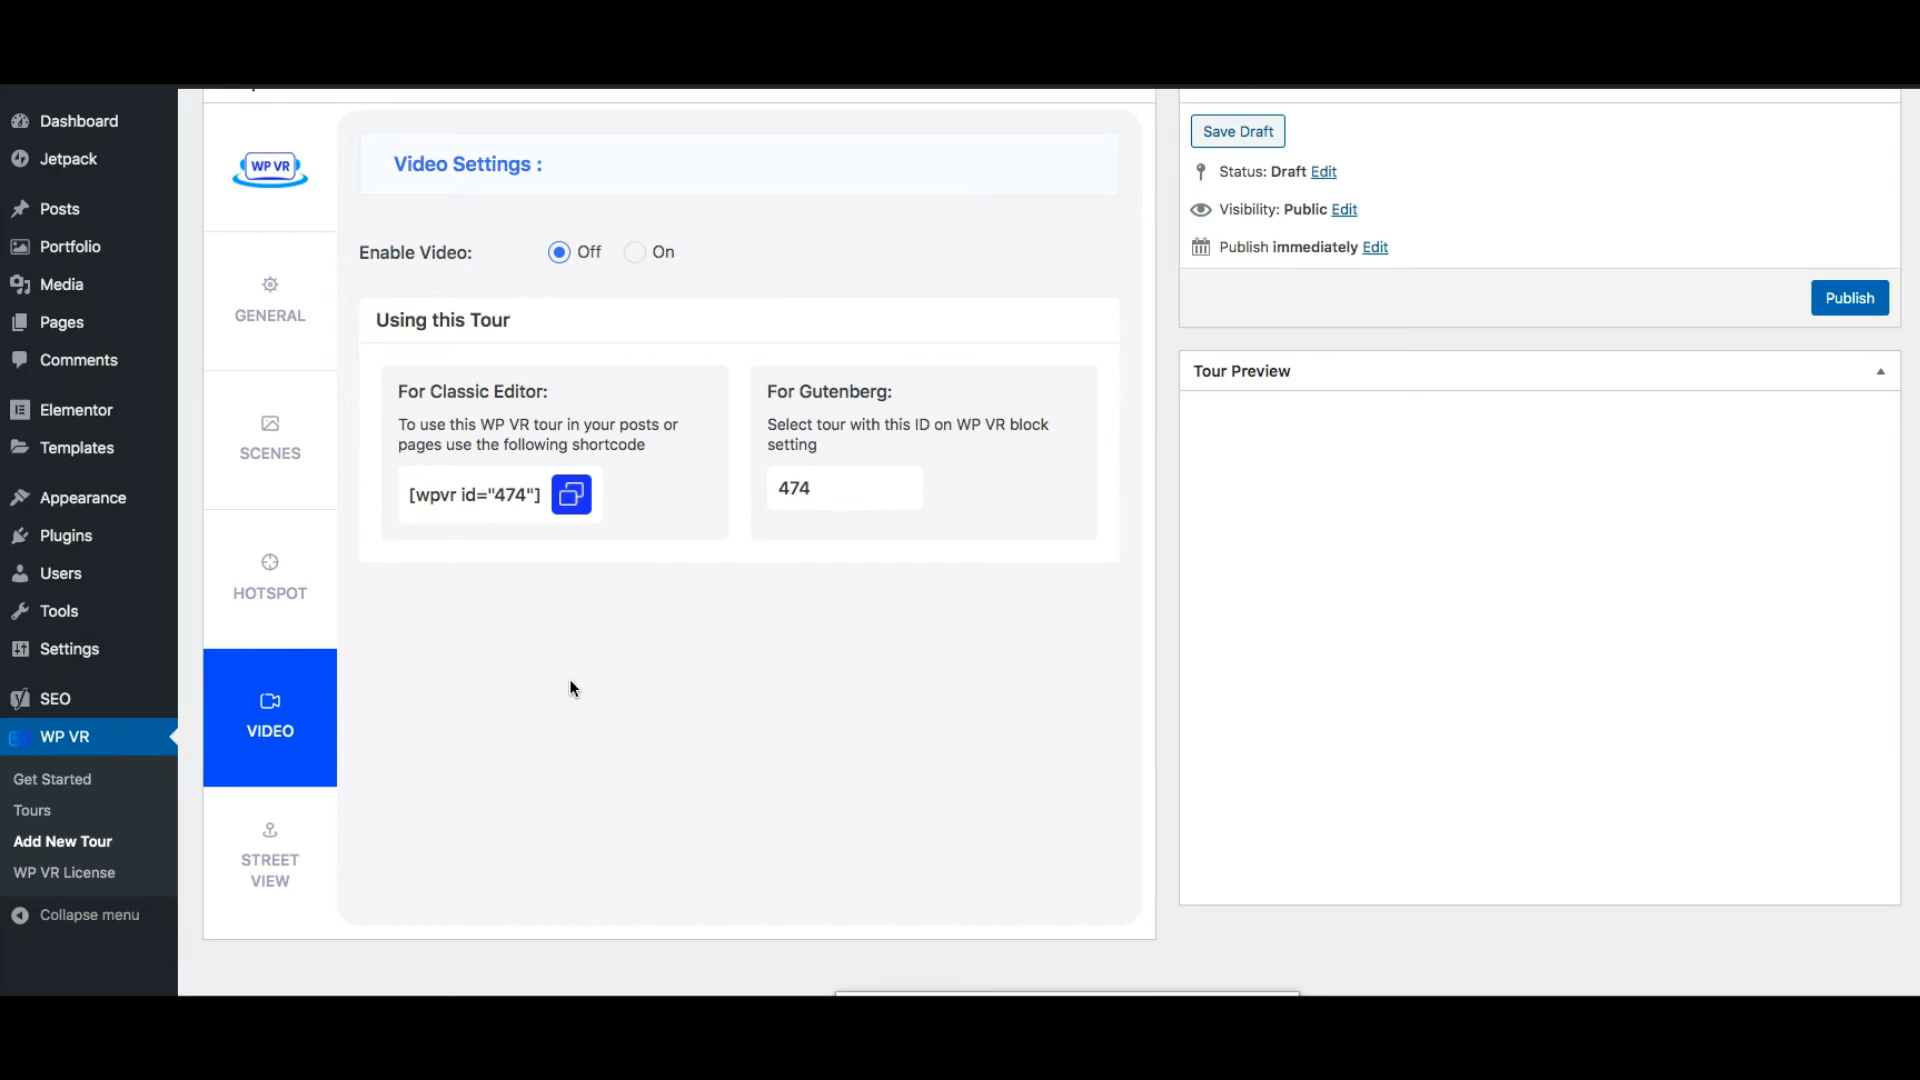 Dashboard
Jetpack
Posts
Portfolio
Media
Pages
Comments
Elementor
Templates
Appearance
Plugins
Users
Tools
Settings
SEO
WP VR
Get Started
Tours
Add New Tour
WP VR License
Collapse menu
WP VR
GENERAL
SCENES
HOTSPOT
VIDEO
STREET
VIEW
Video Settings :
Enable Video: Off On
Using this Tour
For Classic Editor:
To use this WP VR tour in your posts or
pages use the following shortcode
[wpvr id="474"]
For Gutenberg:
Select tour with this ID on WP VR block
setting
474
Save Draft
Status: Draft Edit
Visibility: Public Edit
Publish immediately Edit
Publish
Tour Preview